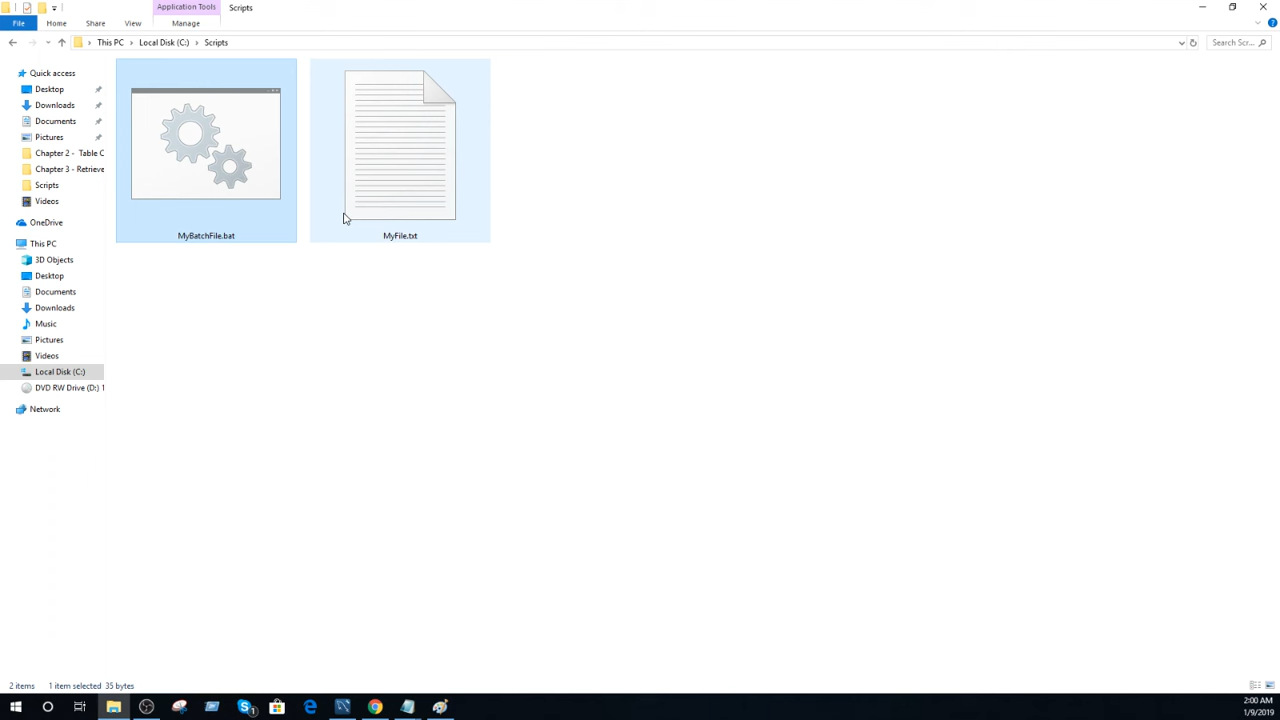 Application Tools
Scripts
File
Home
Share
View
Manage
This PC
Local Disk (C:)
Scripts
Search Scr...
Quick access
Desktop
Downloads
Documents
Pictures
Chapter 2 - Table C
Chapter 3 - Retrieve
Scripts
Videos
OneDrive
This PC
3D Objects
Desktop
Documents
Downloads
Music
Pictures
Videos
Local Disk (C:)
DVD RW Drive (D:) 1
Network
MyBatchFile.bat
MyFile.txt
2 items
1 item selected 35 bytes
2:00 AM
1/9/2019